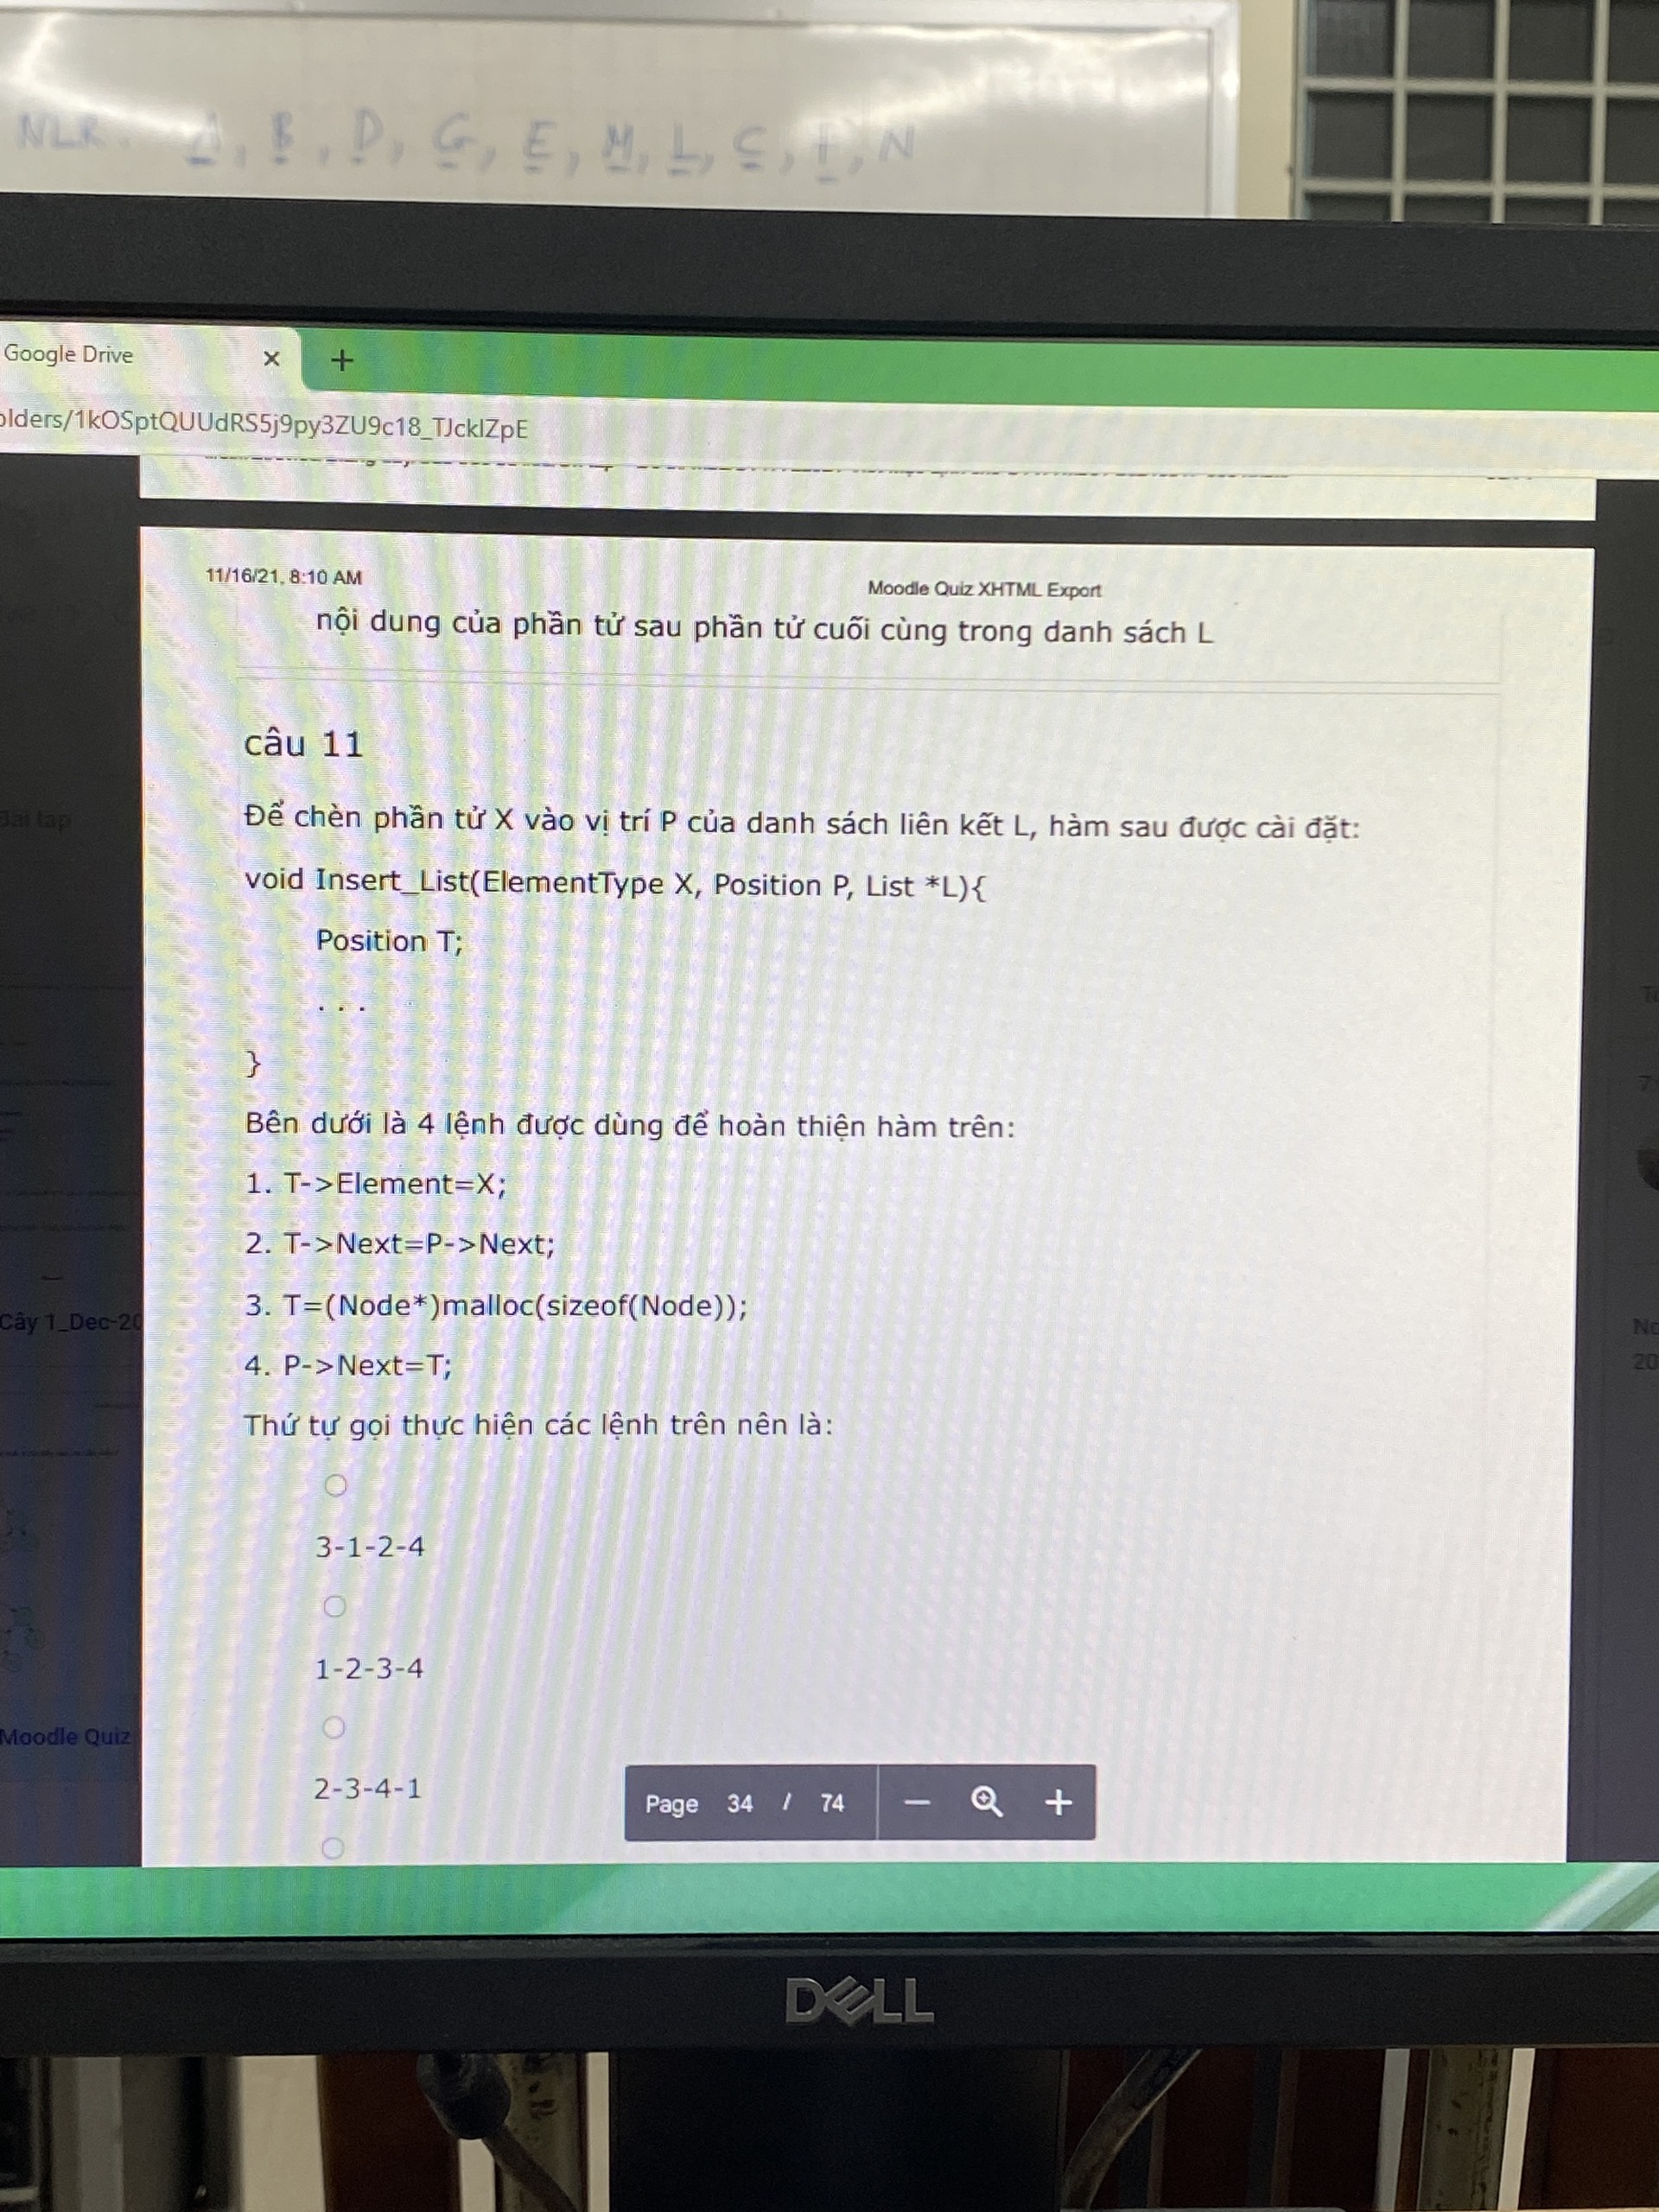 NLR. A, B, D, G, E, M, L, C, I, N
Google Drive
olders/1kOSptQUUdRS5j9py3ZU9c18_TJcklZpE
11/16/21, 8:10 AM
Moodle Quiz XHTML Export
nội dung của phần tử sau phần tử cuối cùng trong danh sách L
câu 11
Để chèn phần tử X vào vị trí P của danh sách liên kết L, hàm sau được cài đặt:
void Insert_List(ElementType X, Position P, List *L){
Position T;
. . .
}
Bên dưới là 4 lệnh được dùng để hoàn thiện hàm trên:
1. T->Element=X;
2. T->Next=P->Next;
3. T=(Node*)malloc(sizeof(Node));
4. P->Next=T;
Thứ tự gọi thực hiện các lệnh trên nên là:
3-1-2-4
1-2-3-4
2-3-4-1
Bai tap
Cây 1_Dec-20
Moodle Quiz
No
20
Page 34 / 74
DELL